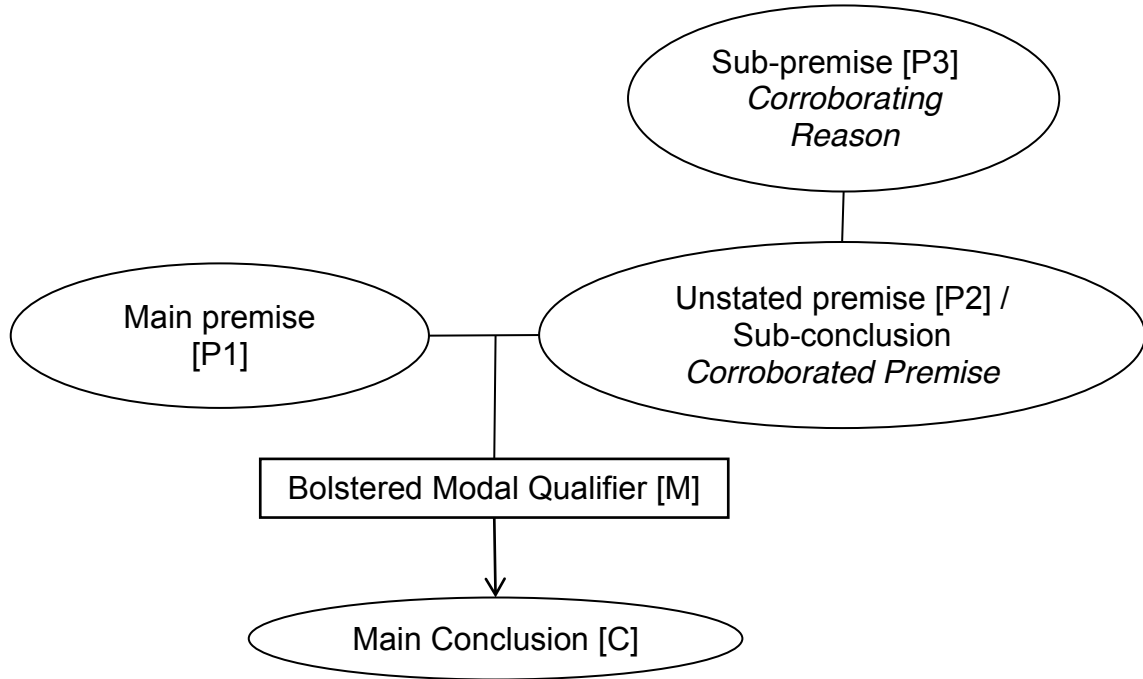 Sub-premise [P3]
Corroborating
Reason
Main premise
[P1]
Unstated premise [P2] /
Sub-conclusion
Corroborated Premise
Bolstered Modal Qualifier [M]
Main Conclusion [C]